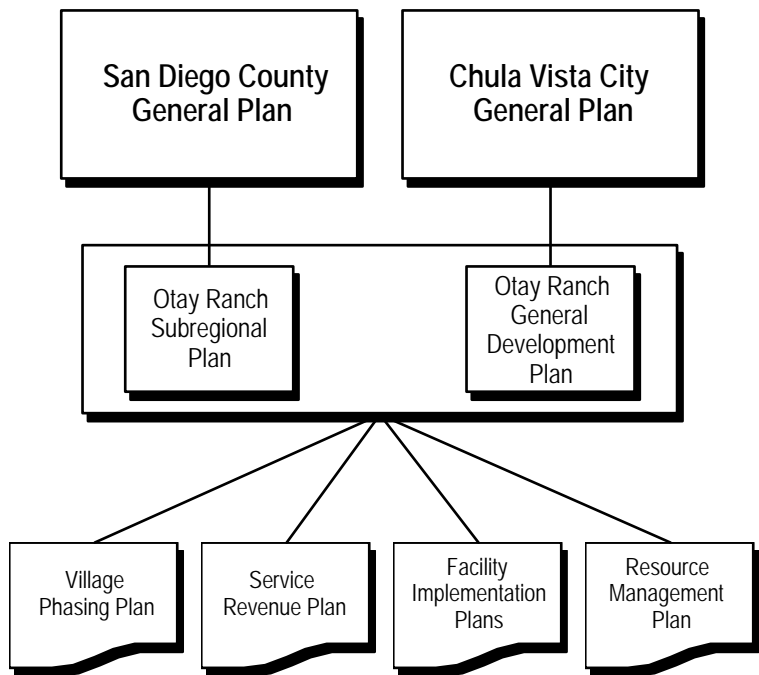 San Diego County
General Plan
Chula Vista City
General Plan
Otay Ranch
Subregional
Plan
Otay Ranch
General
Development
Plan
Village
Phasing Plan
Service
Revenue Plan
Facility
Implementation
Plans
Resource
Management
Plan